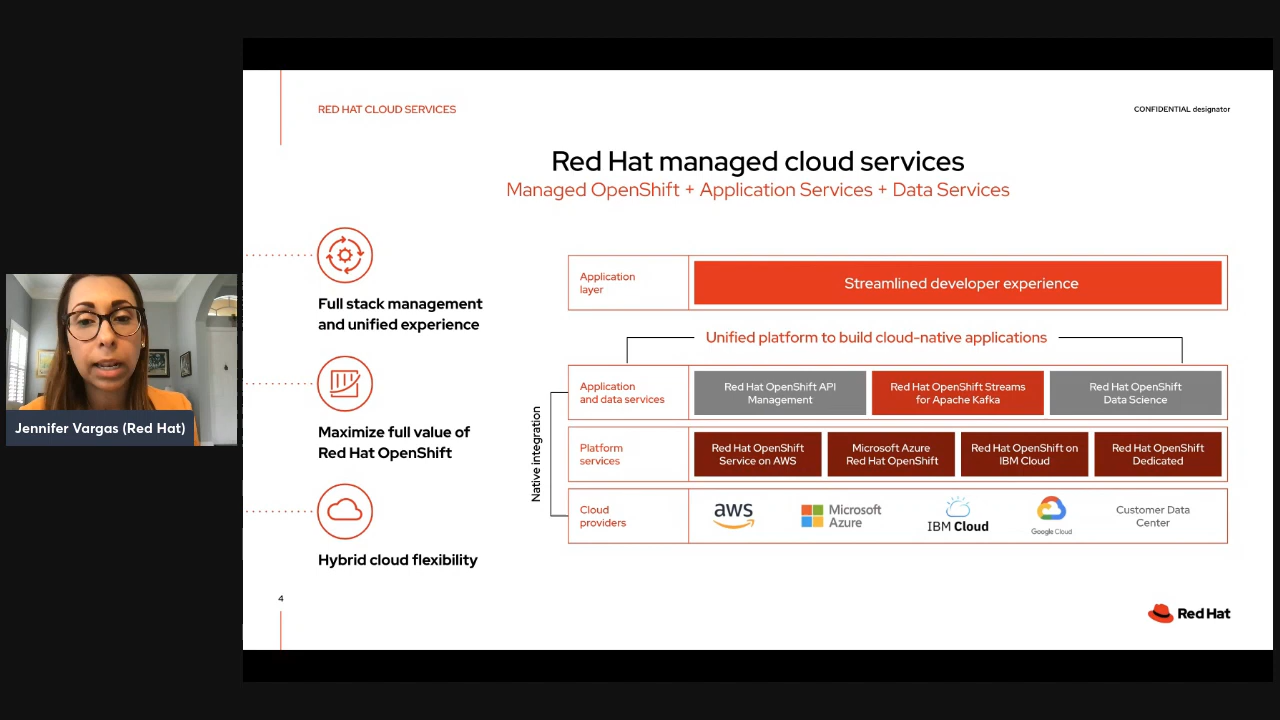 RED HAT CLOUD SERVICES
CONFIDENTIAL designator
Red Hat managed cloud services
Managed OpenShift + Application Services + Data Services
Full stack management
and unified experience
Maximize full value of
Red Hat OpenShift
Hybrid cloud flexibility
Application
layer
Streamlined developer experience
Unified platform to build cloud-native applications
Native integration
Application
and data services
Red Hat OpenShift API
Management
Red Hat OpenShift Streams
for Apache Kafka
Red Hat OpenShift
Data Science
Platform
services
Red Hat OpenShift
Service on AWS
Microsoft Azure
Red Hat OpenShift
Red Hat OpenShift on
IBM Cloud
Red Hat OpenShift
Dedicated
Cloud
providers
aws
Microsoft
Azure
IBM Cloud
Google Cloud
Customer Data
Center
4
Red Hat
Jennifer Vargas (Red Hat)